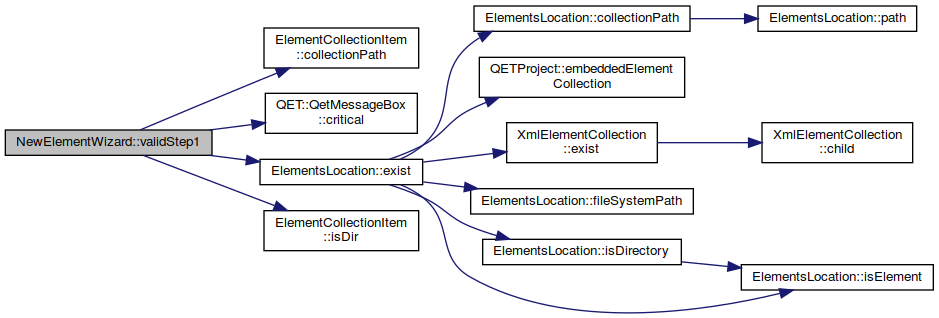 NewElementWizard::validStep1
ElementCollectionItem
::collectionPath
QET::QetMessageBox
::critical
ElementsLocation::exist
ElementCollectionItem
::isDir
ElementsLocation::collectionPath
QETProject::embeddedElement
Collection
XmlElementCollection
::exist
ElementsLocation::fileSystemPath
ElementsLocation::isDirectory
ElementsLocation::path
XmlElementCollection
::child
ElementsLocation::isElement